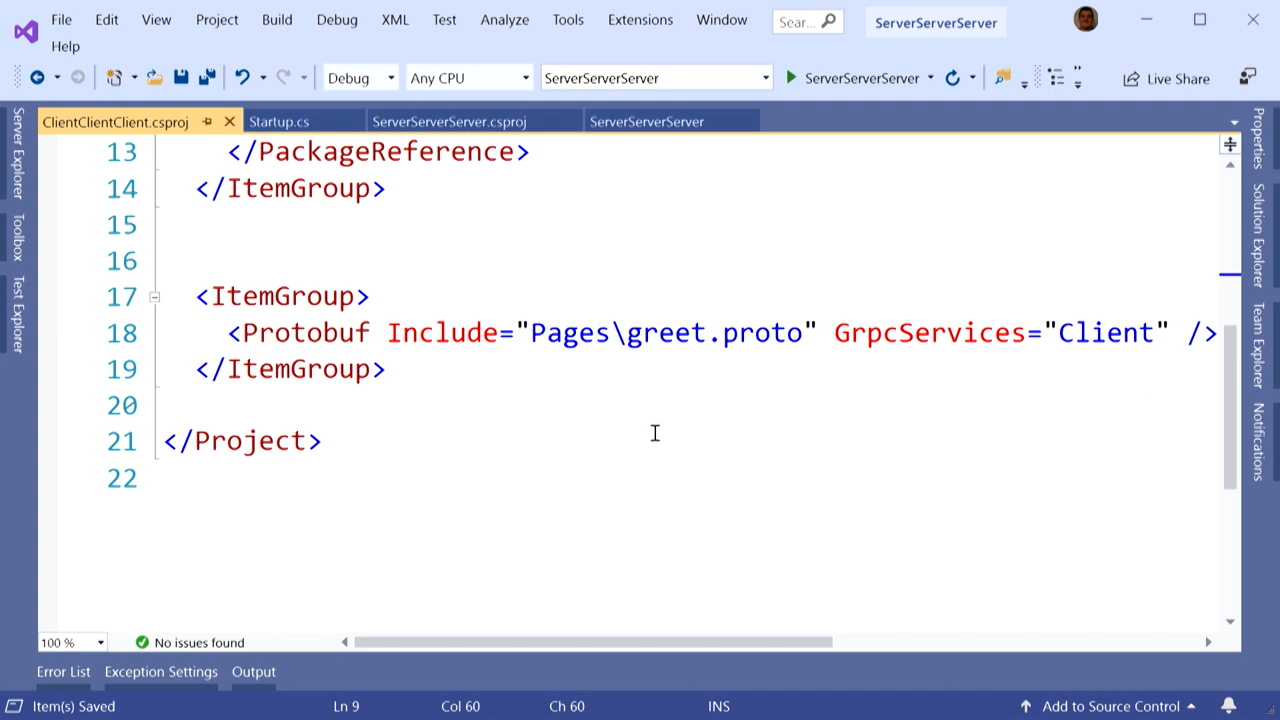 File Edit View Project Build Debug XML Test Analyze Tools Extensions Window Sear... ServerServerServer
Help
Debug Any CPU ServerServerServer ServerServerServer Live Share
ClientClientClient.csproj Startup.cs ServerServerServer.csproj ServerServerServer
Server Explorer
Toolbox
Test Explorer
13 </PackageReference>
14 </ItemGroup>
15
16
17 <ItemGroup>
18 <Protobuf Include="Pages\greet.proto" GrpcServices="Client" />
19 </ItemGroup>
20
21 </Project>
22
Properties
Solution Explorer
Team Explorer
Notifications
100 % No issues found
Error List Exception Settings Output
Item(s) Saved Ln 9 Col 60 Ch 60 INS Add to Source Control